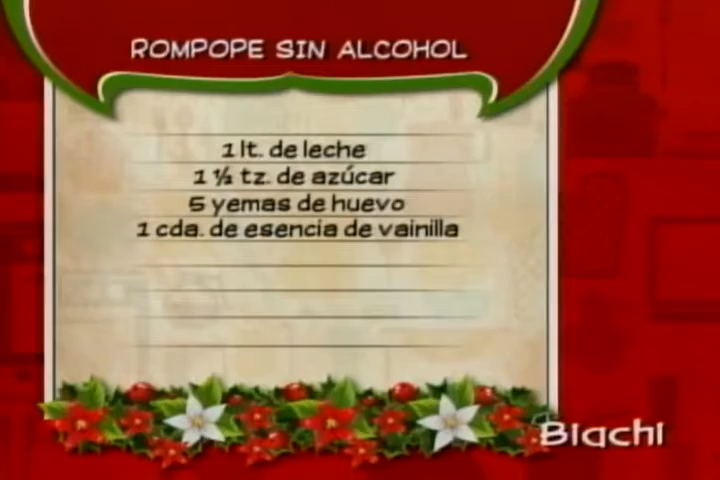 ROMPOPE SIN ALCOHOL
1 lt. de leche
1 ½ tz. de azúcar
5 yemas de huevo
1 cda. de esencia de vainilla
Biachi